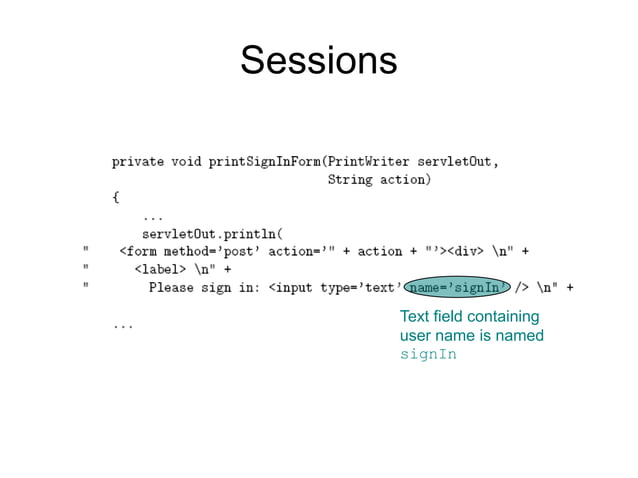 Sessions
private void printSignInForm(PrintWriter servletOut,
String action)
{
...
servletOut.println(
"    <form method='post' action='" + action + "'><div> \n" +
"      <label> \n" +
"        Please sign in: <input type='text' name='signIn' /> \n" +
...
Text field containing
user name is named
signIn